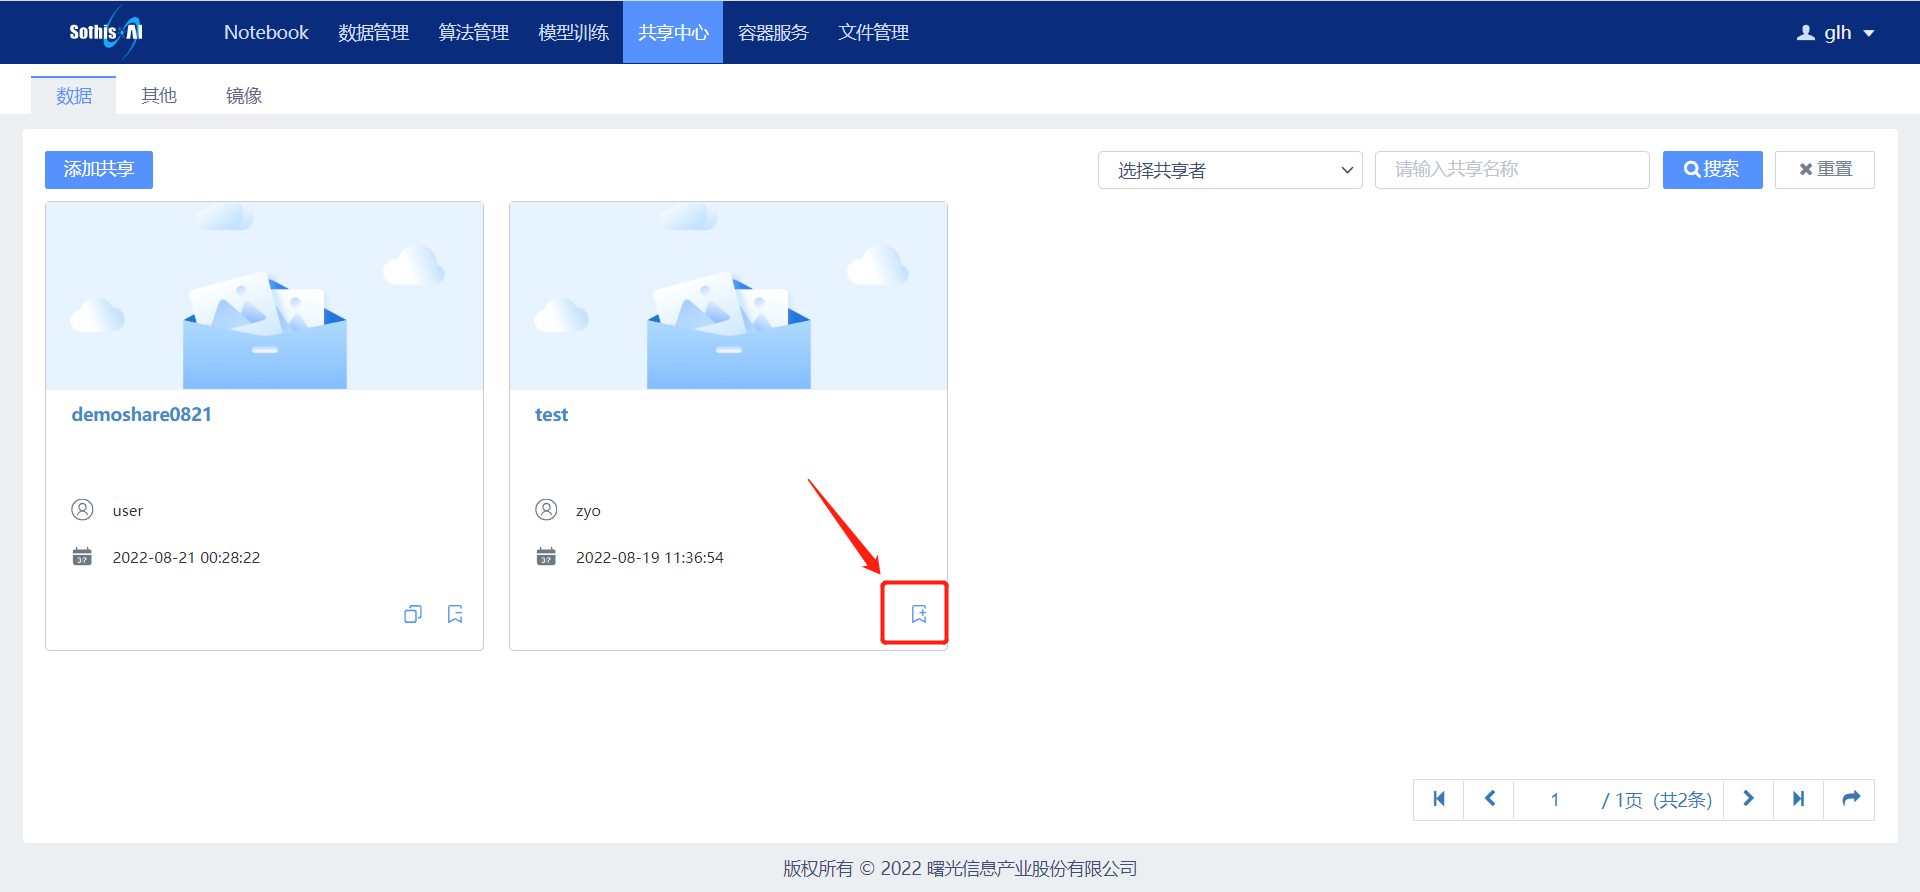 Sothis AI
Notebook 数据管理 算法管理 模型训练 共享中心 容器服务 文件管理 glh
数据 其他 镜像
添加共享 选择共享者 请输入共享名称 搜索 重置
demoshare0821
user
37 2022-08-21 00:28:22
test
zyo
37 2022-08-19 11:36:54
1 / 1页 (共2条)
版权所有 © 2022 曙光信息产业股份有限公司